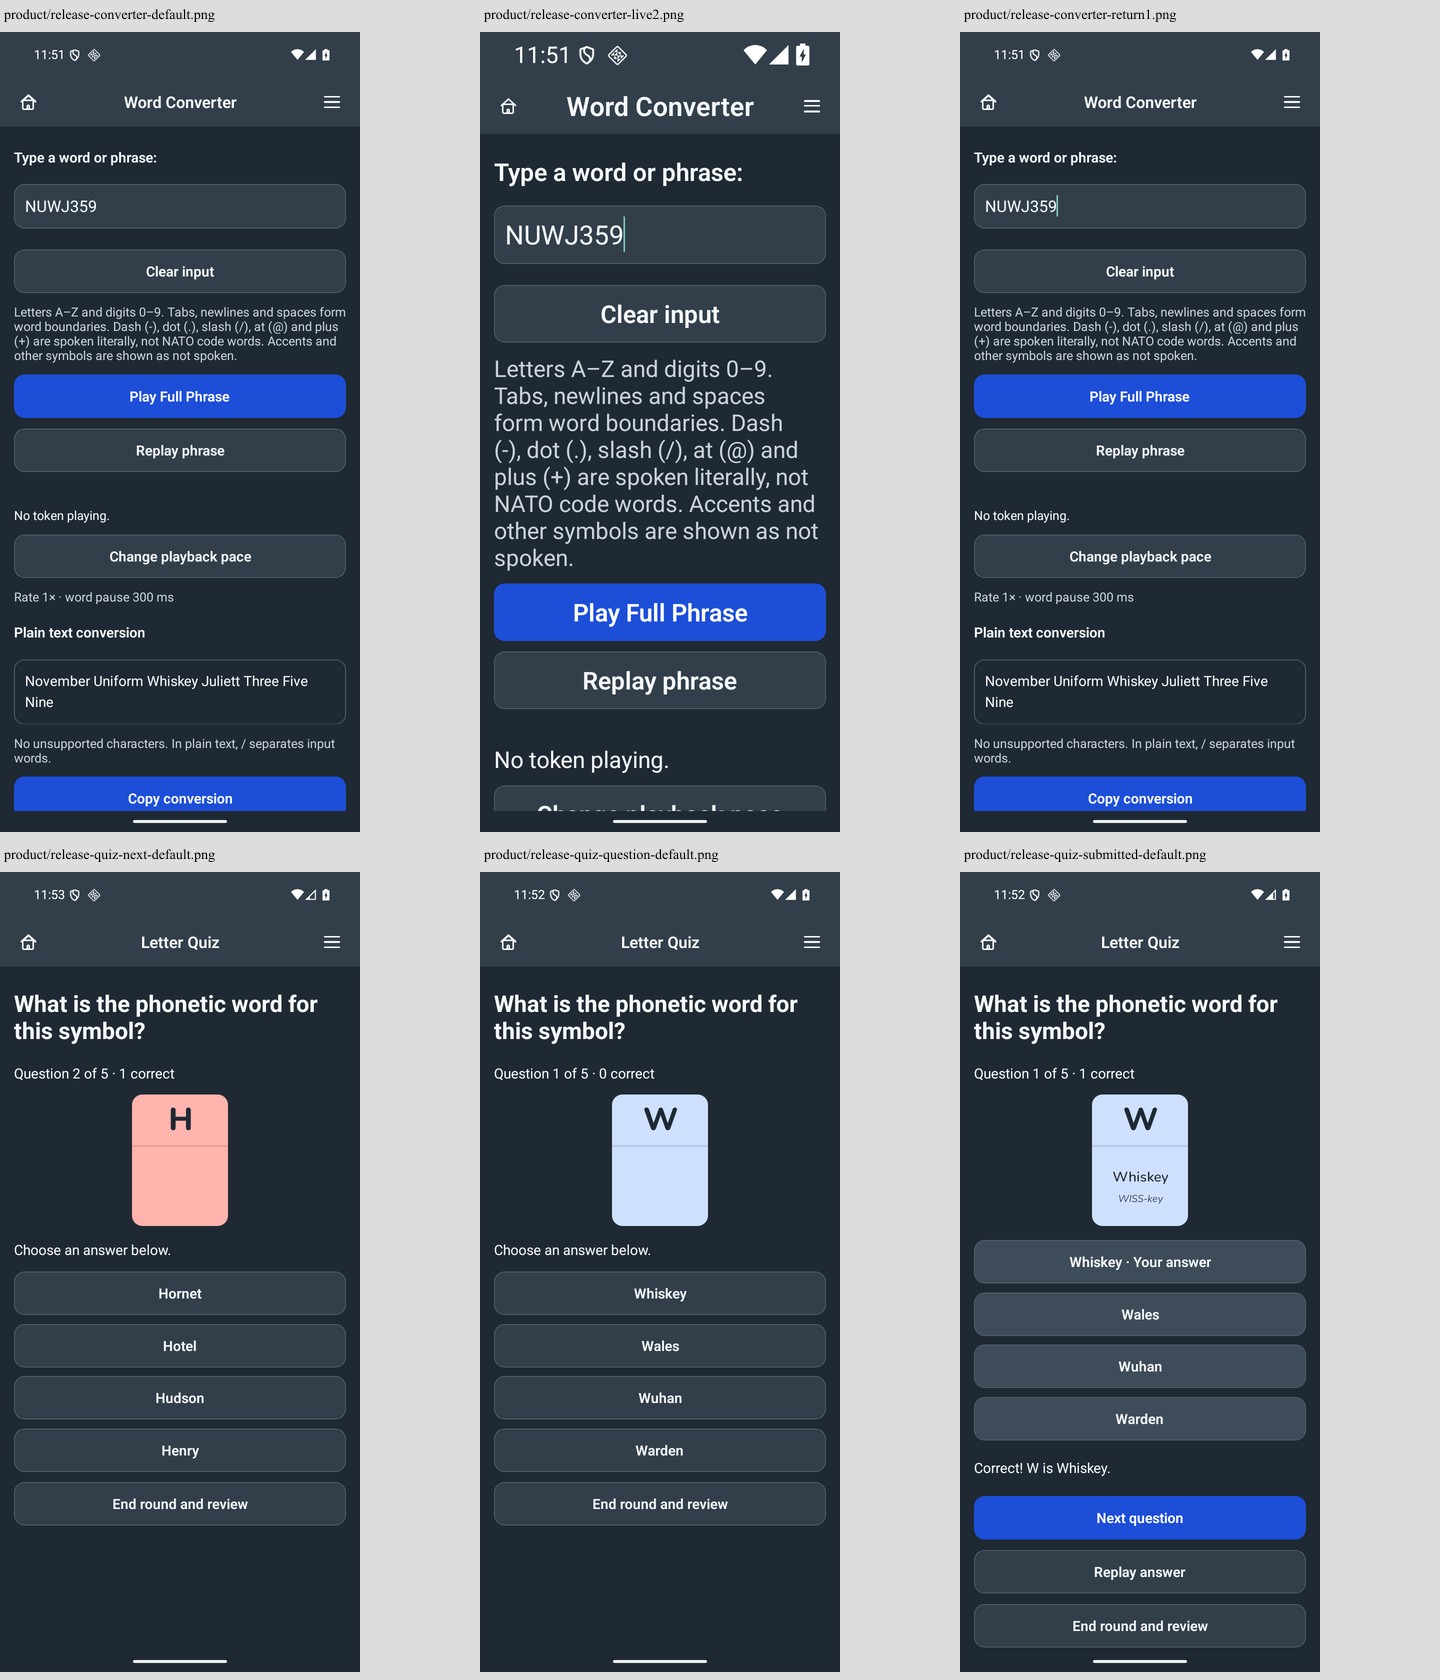 product/release-converter-default.png
11:51
Word Converter
Type a word or phrase:
NUWJ359
Clear input
Letters A–Z and digits 0–9. Tabs, newlines and spaces form
word boundaries. Dash (-), dot (.), slash (/), at (@) and plus
(+) are spoken literally, not NATO code words. Accents and
other symbols are shown as not spoken.
Play Full Phrase
Replay phrase
No token playing.
Change playback pace
Rate 1× · word pause 300 ms
Plain text conversion
November Uniform Whiskey Juliett Three Five
Nine
No unsupported characters. In plain text, / separates input
words.
Copy conversion
product/release-converter-live2.png
11:51
Word Converter
Type a word or phrase:
NUWJ359
Clear input
Letters A–Z and digits 0–9.
Tabs, newlines and spaces
form word boundaries. Dash
(-), dot (.), slash (/), at (@) and
plus (+) are spoken literally, not
NATO code words. Accents and
other symbols are shown as not
spoken.
Play Full Phrase
Replay phrase
No token playing.
Change playback pace
product/release-converter-return1.png
11:51
Word Converter
Type a word or phrase:
NUWJ359
Clear input
Letters A–Z and digits 0–9. Tabs, newlines and spaces form
word boundaries. Dash (-), dot (.), slash (/), at (@) and plus
(+) are spoken literally, not NATO code words. Accents and
other symbols are shown as not spoken.
Play Full Phrase
Replay phrase
No token playing.
Change playback pace
Rate 1× · word pause 300 ms
Plain text conversion
November Uniform Whiskey Juliett Three Five
Nine
No unsupported characters. In plain text, / separates input
words.
Copy conversion
product/release-quiz-next-default.png
11:53
Letter Quiz
What is the phonetic word for
this symbol?
Question 2 of 5 · 1 correct
H
Choose an answer below.
Hornet
Hotel
Hudson
Henry
End round and review
product/release-quiz-question-default.png
11:52
Letter Quiz
What is the phonetic word for
this symbol?
Question 1 of 5 · 0 correct
W
Choose an answer below.
Whiskey
Wales
Wuhan
Warden
End round and review
product/release-quiz-submitted-default.png
11:52
Letter Quiz
What is the phonetic word for
this symbol?
Question 1 of 5 · 1 correct
W
Whiskey
WISS-key
Whiskey · Your answer
Wales
Wuhan
Warden
Correct! W is Whiskey.
Next question
Replay answer
End round and review